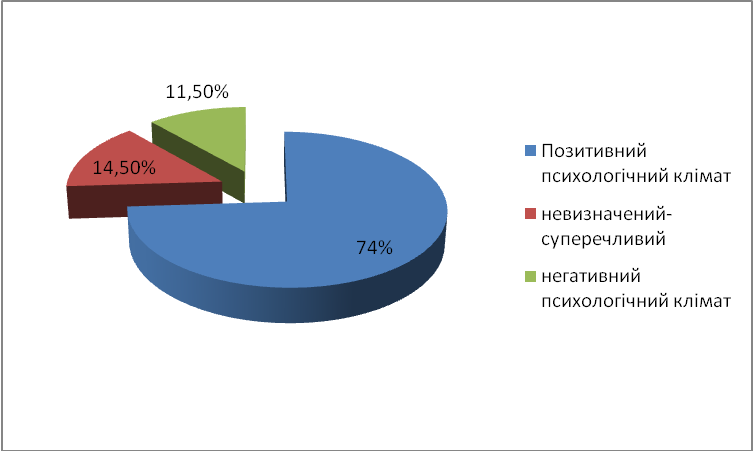 11,50%
14,50%
74%
Позитивний
психологічний клімат
невизначений-
суперечливий
негативний
психологічний клімат